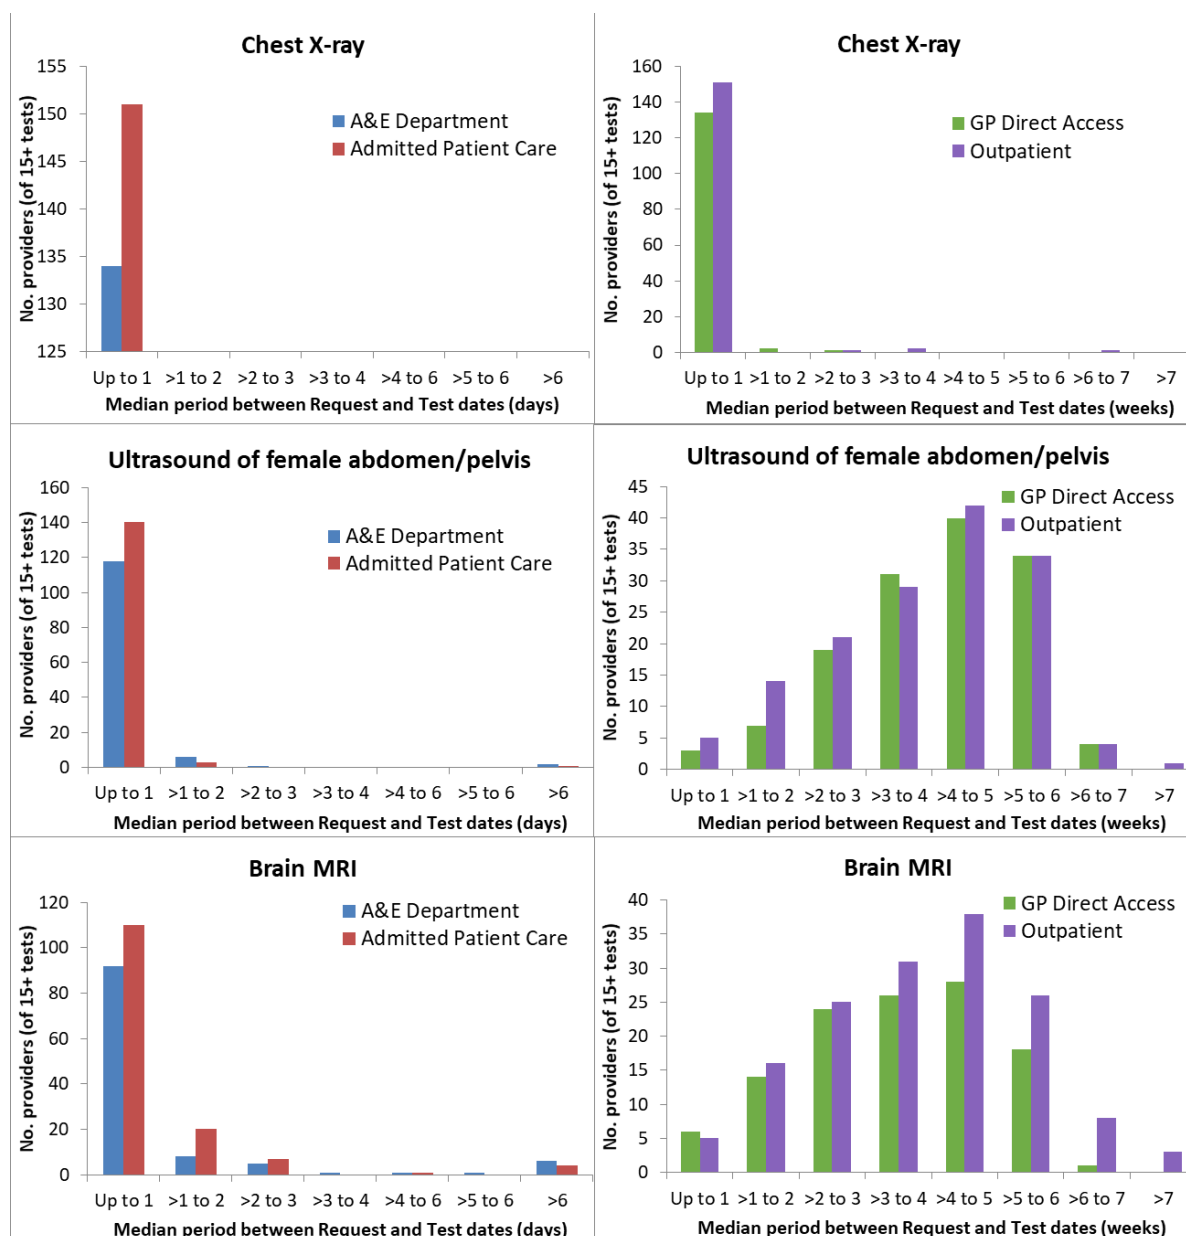 Chest X-ray
No. providers (of 15+ tests)
155
150
145
140
135
130
125
A&E Department
Admitted Patient Care
Up to 1 >1 to 2 >2 to 3 >3 to 4 >4 to 6 >5 to 6 >6
Median period between Request and Test dates (days)
Chest X-ray
No. providers (of 15+ tests)
160
140
120
100
80
60
40
20
0
GP Direct Access
Outpatient
Up to 1 >1 to 2 >2 to 3 >3 to 4 >4 to 5 >5 to 6 >6 to 7 >7
Median period between Request and Test dates (weeks)
Ultrasound of female abdomen/pelvis
No. providers (of 15+ tests)
160
140
120
100
80
60
40
20
0
A&E Department
Admitted Patient Care
Up to 1 >1 to 2 >2 to 3 >3 to 4 >4 to 6 >5 to 6 >6
Median period between Request and Test dates (days)
Ultrasound of female abdomen/pelvis
No. providers (of 15+ tests)
45
40
35
30
25
20
15
10
5
0
GP Direct Access
Outpatient
Up to 1 >1 to 2 >2 to 3 >3 to 4 >4 to 5 >5 to 6 >6 to 7 >7
Median period between Request and Test dates (weeks)
Brain MRI
No. providers (of 15+ tests)
120
100
80
60
40
20
0
A&E Department
Admitted Patient Care
Up to 1 >1 to 2 >2 to 3 >3 to 4 >4 to 6 >5 to 6 >6
Median period between Request and Test dates (days)
Brain MRI
No. providers (of 15+ tests)
40
35
30
25
20
15
10
5
0
GP Direct Access
Outpatient
Up to 1 >1 to 2 >2 to 3 >3 to 4 >4 to 5 >5 to 6 >6 to 7 >7
Median period between Request and Test dates (weeks)